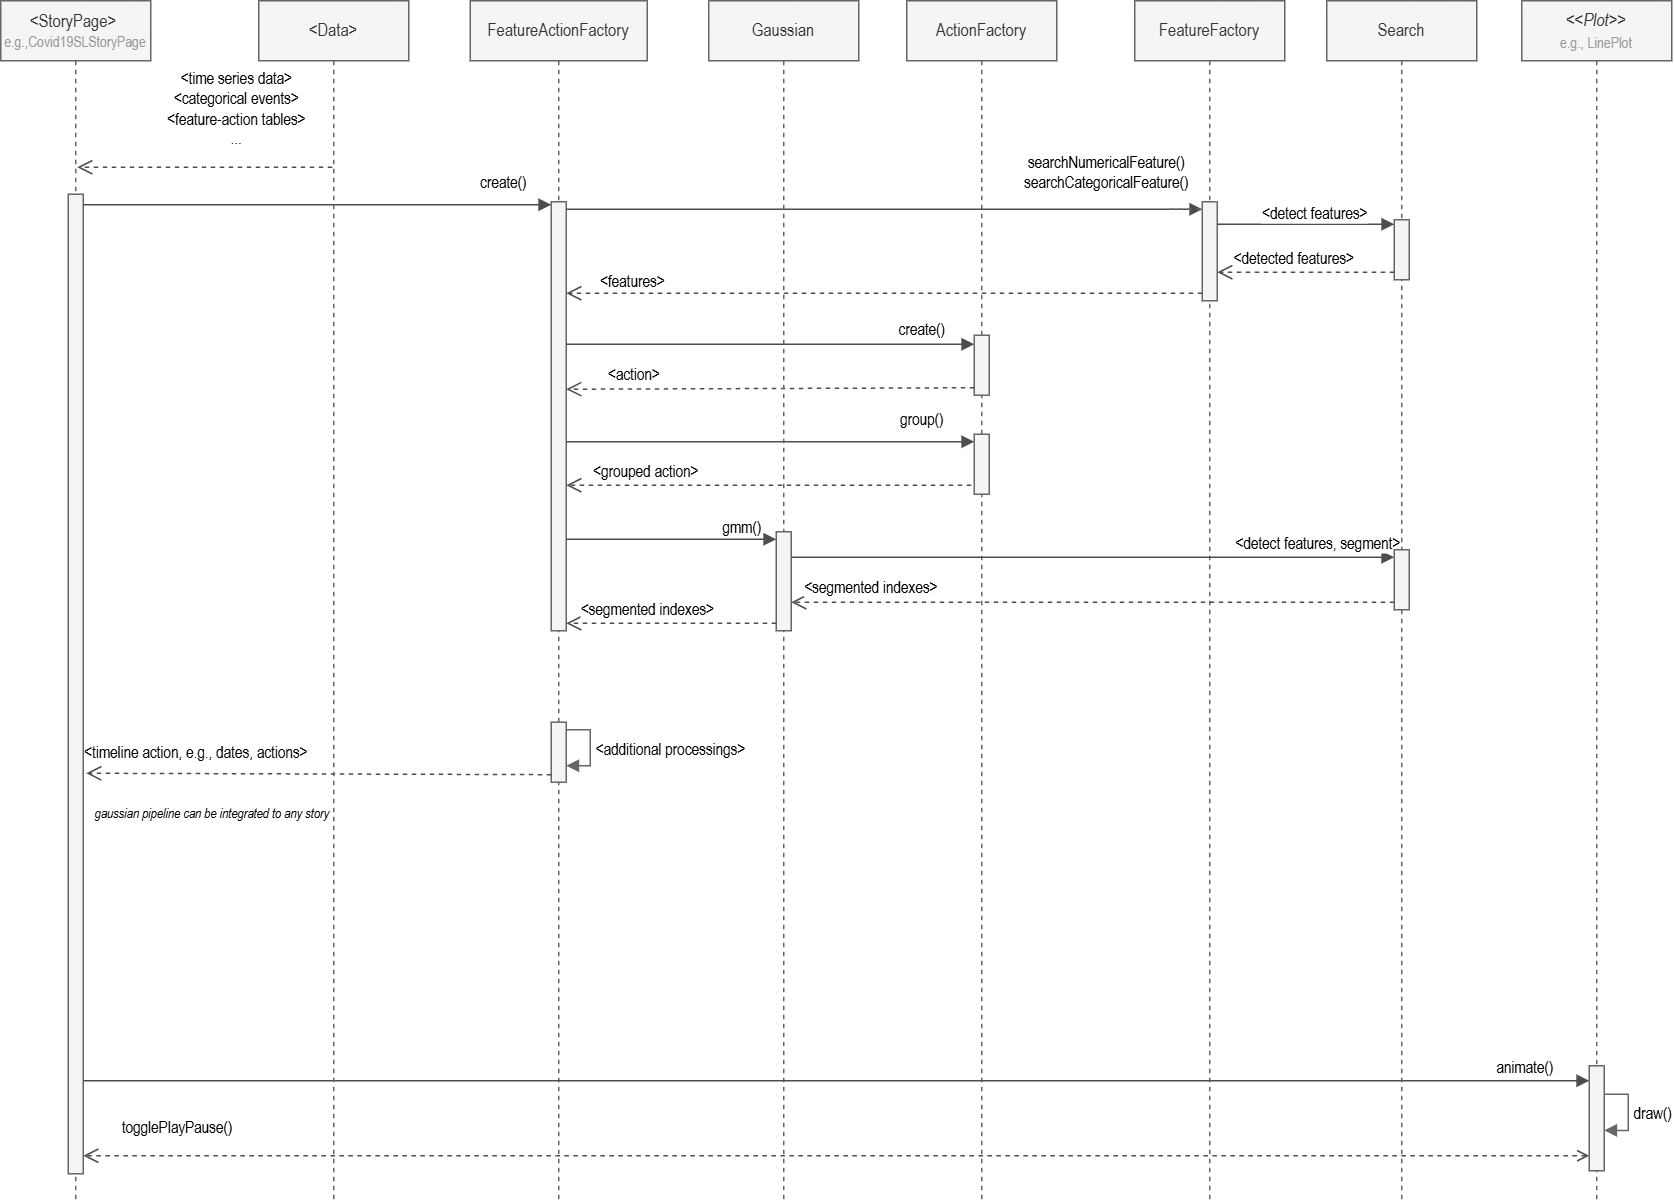 <StoryPage>
e.g.,Covid19SLStoryPage
<Data>
FeatureActionFactory
Gaussian
ActionFactory
FeatureFactory
Search
<<Plot>>
e.g., LinePlot
<time series data>
<categorical events>
<feature-action tables>
...
create()
searchNumericalFeature()
searchCategoricalFeature()
<detect features>
<detected features>
<features>
create()
<action>
group()
<grouped action>
gmm()
<detect features, segment>
<segmented indexes>
<segmented indexes>
<additional processings>
<timeline action, e.g., dates, actions>
gaussian pipeline can be integrated to any story
animate()
draw()
togglePlayPause()